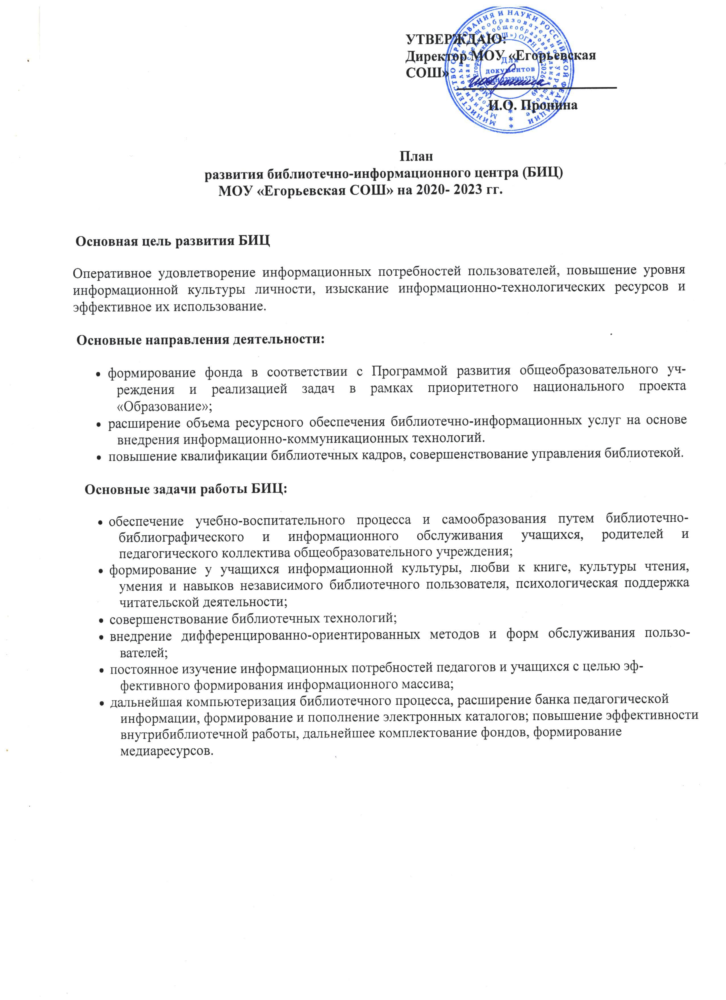 УТВЕРЖДАЮ:
Директор МОУ «Егорьевская
СОШ»
И.О. Пронина
МИНИСТЕРСТВО ОБРАЗОВАНИЯ И НАУКИ РОССИЙСКОЙ ФЕДЕРАЦИИ
Для
документов
ИНН 2239001575
План
развития библиотечно-информационного центра (БИЦ)
МОУ «Егорьевская СОШ» на 2020- 2023 гг.
Основная цель развития БИЦ
Оперативное удовлетворение информационных потребностей пользователей, повышение уровня
информационной культуры личности, изыскание информационно-технологических ресурсов и
эффективное их использование.
Основные направления деятельности:
• формирование фонда в соответствии с Программой развития общеобразовательного уч-
реждения и реализацией задач в рамках приоритетного национального проекта
«Образование»;
• расширение объема ресурсного обеспечения библиотечно-информационных услуг на основе
внедрения информационно-коммуникационных технологий.
• повышение квалификации библиотечных кадров, совершенствование управления библиотекой.
Основные задачи работы БИЦ:
• обеспечение учебно-воспитательного процесса и самообразования путем библиотечно-
библиографического и информационного обслуживания учащихся, родителей и
педагогического коллектива общеобразовательного учреждения;
• формирование у учащихся информационной культуры, любви к книге, культуры чтения,
умения и навыков независимого библиотечного пользователя, психологическая поддержка
читательской деятельности;
• совершенствование библиотечных технологий;
• внедрение дифференцированно-ориентированных методов и форм обслуживания пользо-
вателей;
• постоянное изучение информационных потребностей педагогов и учащихся с целью эф-
фективного формирования информационного массива;
• дальнейшая компьютеризация библиотечного процесса, расширение банка педагогической
информации, формирование и пополнение электронных каталогов; повышение эффективности
внутрибиблиотечной работы, дальнейшее комплектование фондов, формирование
медиаресурсов.